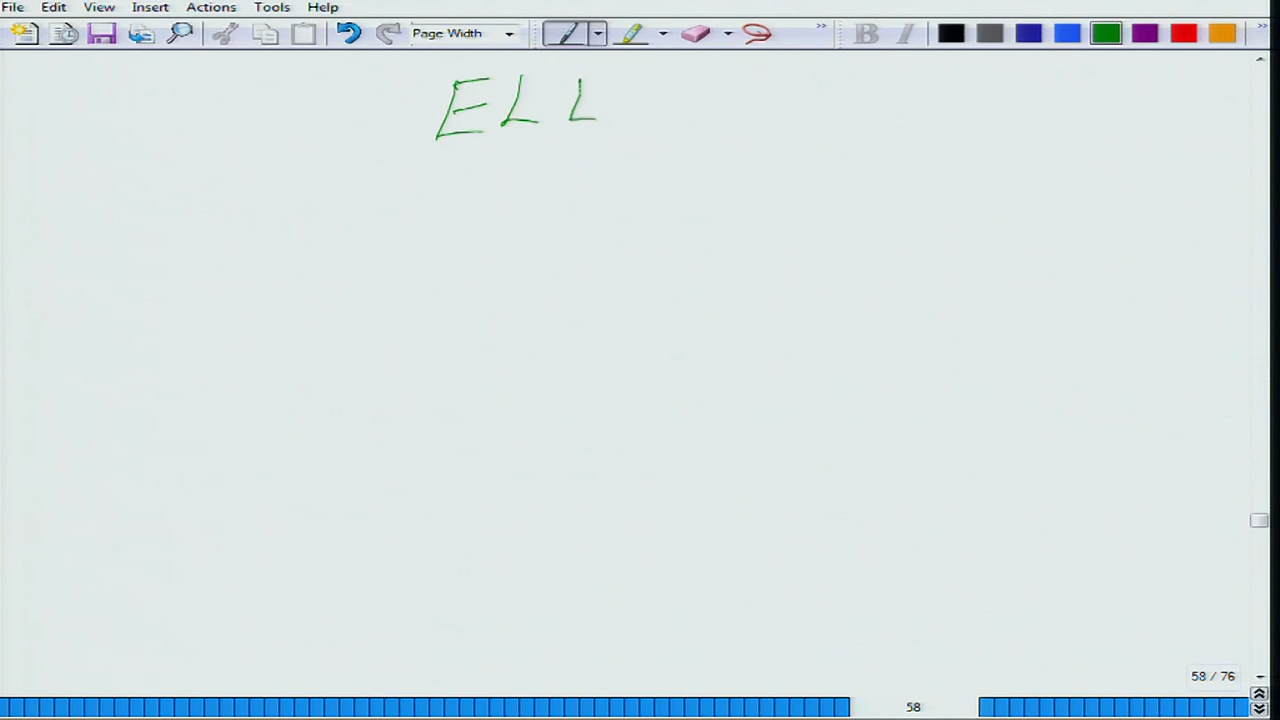 File Edit View Insert Actions Tools Help
Page Width » B I »
ELL
58 / 76
58